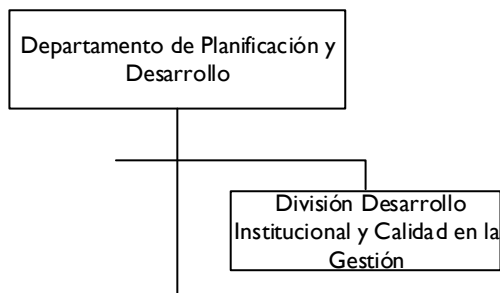 Departamento de Planificación y
Desarrollo
División Desarrollo
Institucional y Calidad en la
Gestión